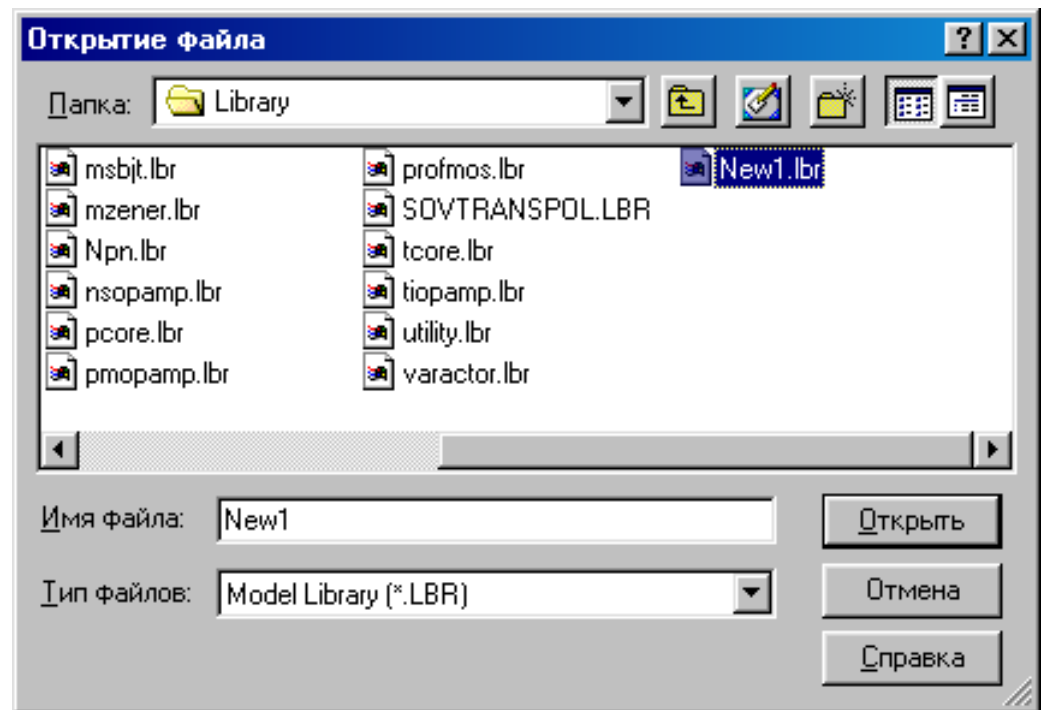 Открытие файла
Папка: Library
msbjt.lbr
mzener.lbr
Npn.lbr
nsopamp.lbr
pcore.lbr
pmopamp.lbr
profmos.lbr
SOVTRANSPOL.LBR
tcore.lbr
tiopamp.lbr
utility.lbr
varactor.lbr
New1.lbr
Имя файла: New1
Открыть
Тип файлов: Model Library (*.LBR)
Отмена
Справка